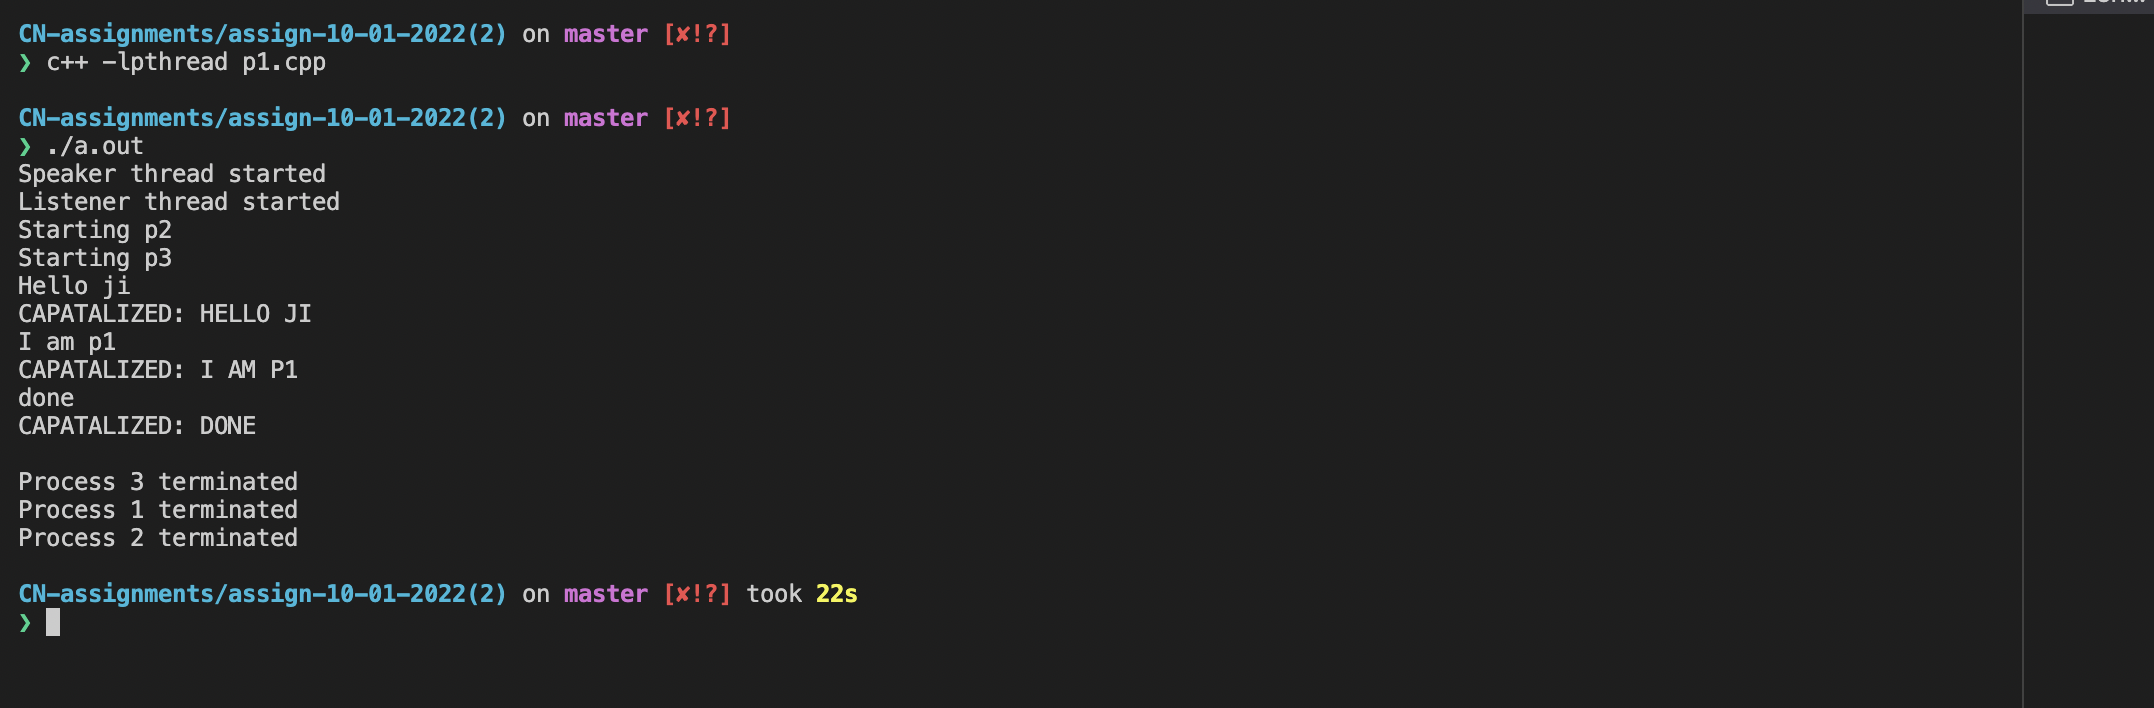 CN-assignments/assign-10-01-2022(2) on master [✘!?]
❯ c++ -lpthread p1.cpp
CN-assignments/assign-10-01-2022(2) on master [✘!?]
❯ ./a.out
Speaker thread started
Listener thread started
Starting p2
Starting p3
Hello ji
CAPATALIZED: HELLO JI
I am p1
CAPATALIZED: I AM P1
done
CAPATALIZED: DONE
Process 3 terminated
Process 1 terminated
Process 2 terminated
CN-assignments/assign-10-01-2022(2) on master [✘!?] took 22s
❯